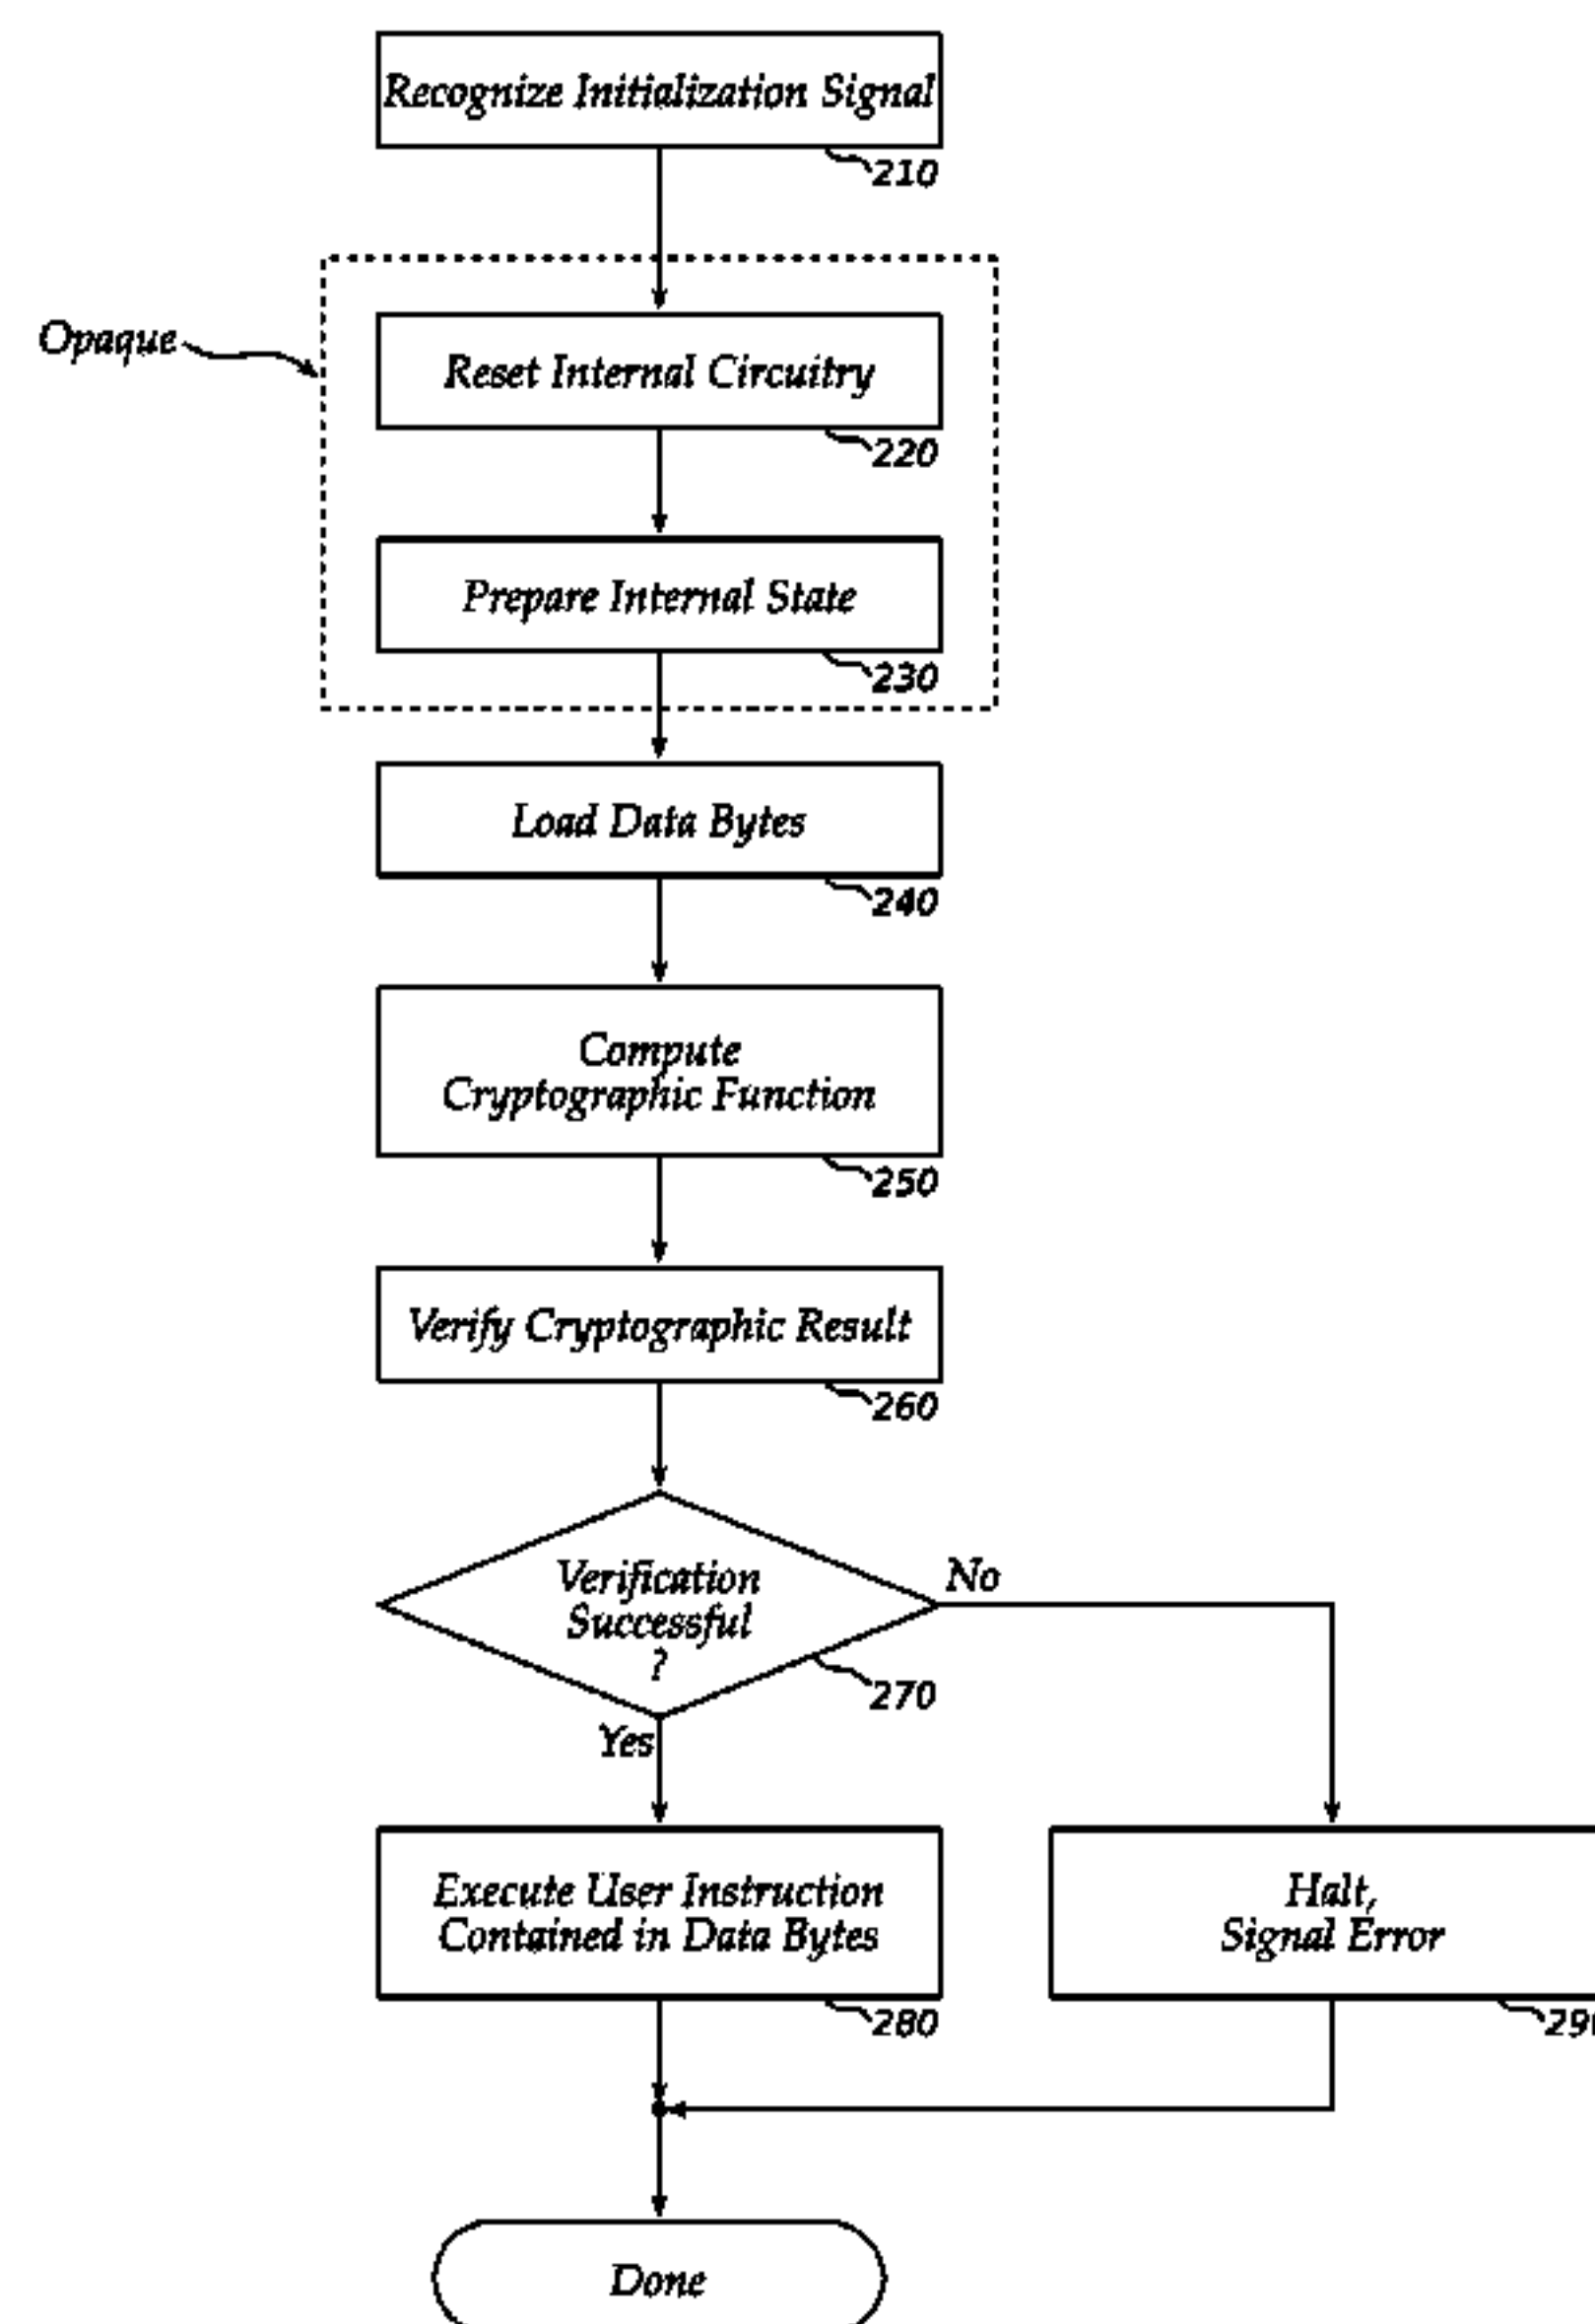 Recognize Initialization Signal
210
Opaque
Reset Internal Circuitry
220
Prepare Internal State
230
Load Data Bytes
240
Compute
Cryptographic Function
250
Verify Cryptographic Result
260
Verification
Successful
?
No
270
Yes
Execute User Instruction
Contained in Data Bytes
280
Halt,
Signal Error
Done